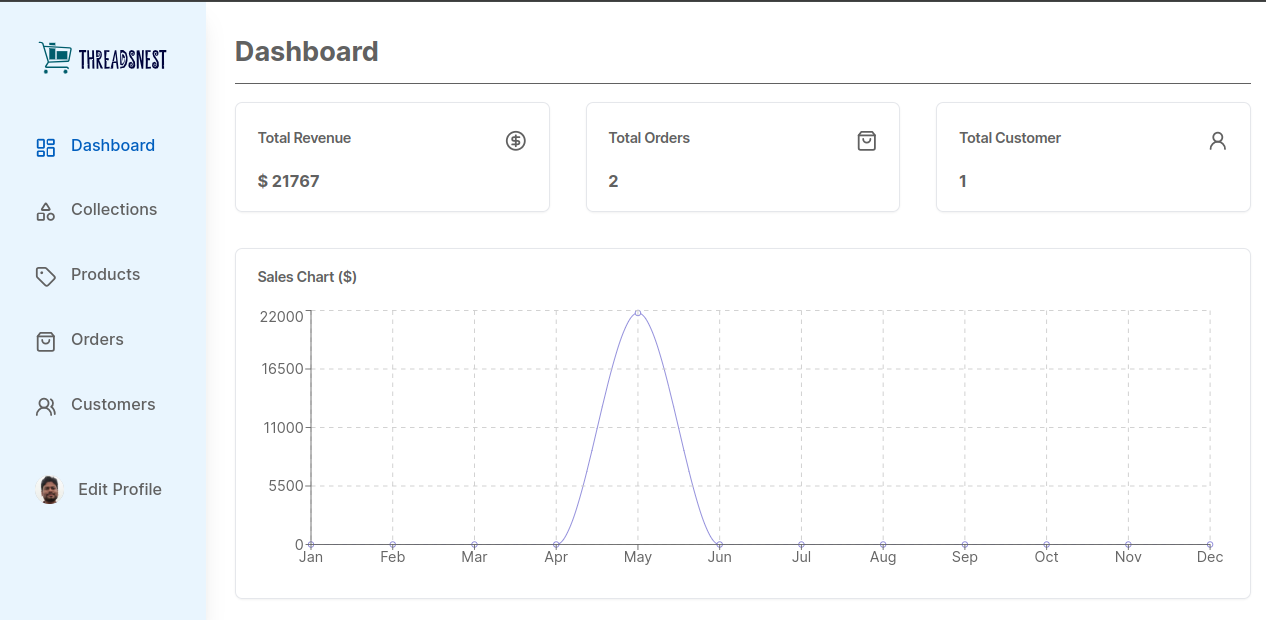 THREADSNEST
Dashboard
Collections
Products
Orders
Customers
Edit Profile
Dashboard
Total Revenue
$ 21767
Total Orders
2
Total Customer
1
Sales Chart ($)
22000
16500
11000
5500
0
Jan Feb Mar Apr May Jun Jul Aug Sep Oct Nov Dec